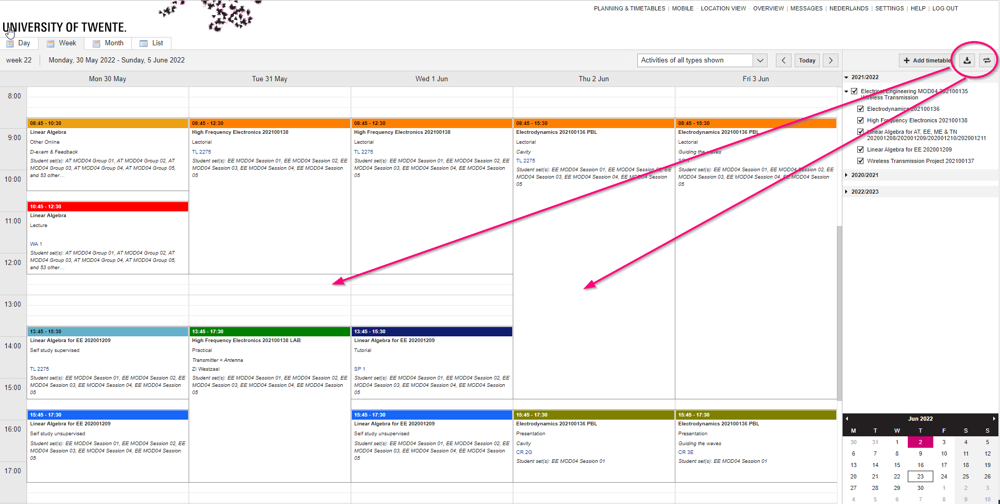 PLANNING & TIMETABLES | MOBILE · LOCATION VIEW · OVERVIEW | MESSAGES | NEDERLANDS | SETTINGS | HELP | LOG OUT
UNIVERSITY OF TWENTE.
Day Week Month List
week 22 Monday, 30 May 2022 - Sunday, 5 June 2022 Activities of all types shown Today + Add timetable
Mon 30 May Tue 31 May Wed 1 Jun Thu 2 Jun Fri 3 Jun
8:00
9:00
10:00
11:00
12:00
13:00
14:00
15:00
16:00
17:00
08:45 - 10:30
Linear Algebra
Other Online
D-exam & Feedback
Student set(s): AT MOD04 Group 01, AT MOD04 Group 02, AT
MOD04 Group 03, AT MOD04 Group 04, AT MOD04 Group 05,
and 53 other…
10:45 - 12:30
Linear Algebra
Lecture
WA 1
Student set(s): AT MOD04 Group 01, AT MOD04 Group 02, AT
MOD04 Group 03, AT MOD04 Group 04, AT MOD04 Group 05,
and 53 other…
13:45 - 15:30
Linear Algebra for EE 202001209
Self study supervised
TL 2275
Student set(s): EE MOD04 Session 01, EE MOD04 Session 02, EE
MOD04 Session 03, EE MOD04 Session 04, EE MOD04 Session
05
15:45 - 17:30
Linear Algebra for EE 202001209
Self study unsupervised
Student set(s): EE MOD04 Session 01, EE MOD04 Session 02, EE
MOD04 Session 03, EE MOD04 Session 04, EE MOD04 Session
05
08:45 - 12:30
High Frequency Electronics 202100138
Lectorial
TL 2275
Student set(s): EE MOD04 Session 01, EE MOD04 Session 02, EE
MOD04 Session 03, EE MOD04 Session 04, EE MOD04 Session
05
13:45 - 17:30
High Frequency Electronics 202100138 LAB
Practical
Transmitter + Antenna
ZI Westzaal
Student set(s): EE MOD04 Session 01, EE MOD04 Session 02, EE
MOD04 Session 03, EE MOD04 Session 04, EE MOD04 Session
05
08:45 - 12:30
High Frequency Electronics 202100138
Lectorial
TL 2275
Student set(s): EE MOD04 Session 01, EE MOD04 Session 02, EE
MOD04 Session 03, EE MOD04 Session 04, EE MOD04 Session
05
13:45 - 15:30
Linear Algebra for EE 202001209
Tutorial
SP 1
Student set(s): EE MOD04 Session 01, EE MOD04 Session 02, EE
MOD04 Session 03, EE MOD04 Session 04, EE MOD04 Session
05
15:45 - 17:30
Linear Algebra for EE 202001209
Self study unsupervised
Student set(s): EE MOD04 Session 01, EE MOD04 Session 02, EE
MOD04 Session 03, EE MOD04 Session 04, EE MOD04 Session
05
08:45 - 15:30
Electrodynamics 202100136 PBL
Lectorial
Cavity
TL 2275
Student set(s): EE MOD04 Session 01, EE MOD04 Session 02, EE
MOD04 Session 03, EE MOD04 Session 04, EE MOD04 Session
05
15:45 - 17:30
Electrodynamics 202100136 PBL
Presentation
Cavity
CR 2G
Student set(s): EE MOD04 Session 01
08:45 - 15:30
Electrodynamics 202100136 PBL
Lectorial
Guiding the waves
SP 1
Student set(s): EE MOD04 Session 01, EE MOD04 Session 02, EE
MOD04 Session 03, EE MOD04 Session 04, EE MOD04 Session
05
15:45 - 17:30
Electrodynamics 202100136 PBL
Presentation
Guiding the waves
CR 3E
Student set(s): EE MOD04 Session 01
2021/2022
Electrical Engineering MOD04 202100135
Wireless Transmission
Electrodynamics 202100136
High Frequency Electronics 202100138
Linear Algebra for AT, EE, ME & TN
202001208/202001209/202001210/202001211
Linear Algebra for EE 202001209
Wireless Transmission Project 202100137
2020/2021
2022/2023
Jun 2022
M T W T F S S
30 31 1 2 3 4 5
6 7 8 9 10 11 12
13 14 15 16 17 18 19
20 21 22 23 24 25 26
27 28 29 30 1 2 3
4 5 6 7 8 9 10